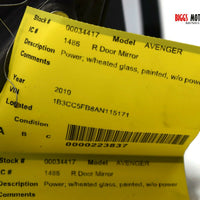 BIGGS MOT
Stock # 00034417 Model AVENGER
IC # 1486 R Door Mirror
Description Power; w/heated glass, painted, w/o power
Comments
Year 2010
VIN 1B3CC5FB8AN115171
Located
Condition
A B C
0000223837
Stock # 00034417 Model AVENGER
IC # 1486 R Door Mirror
Description Power; w/heated glass, painted, w/o pow
Comments